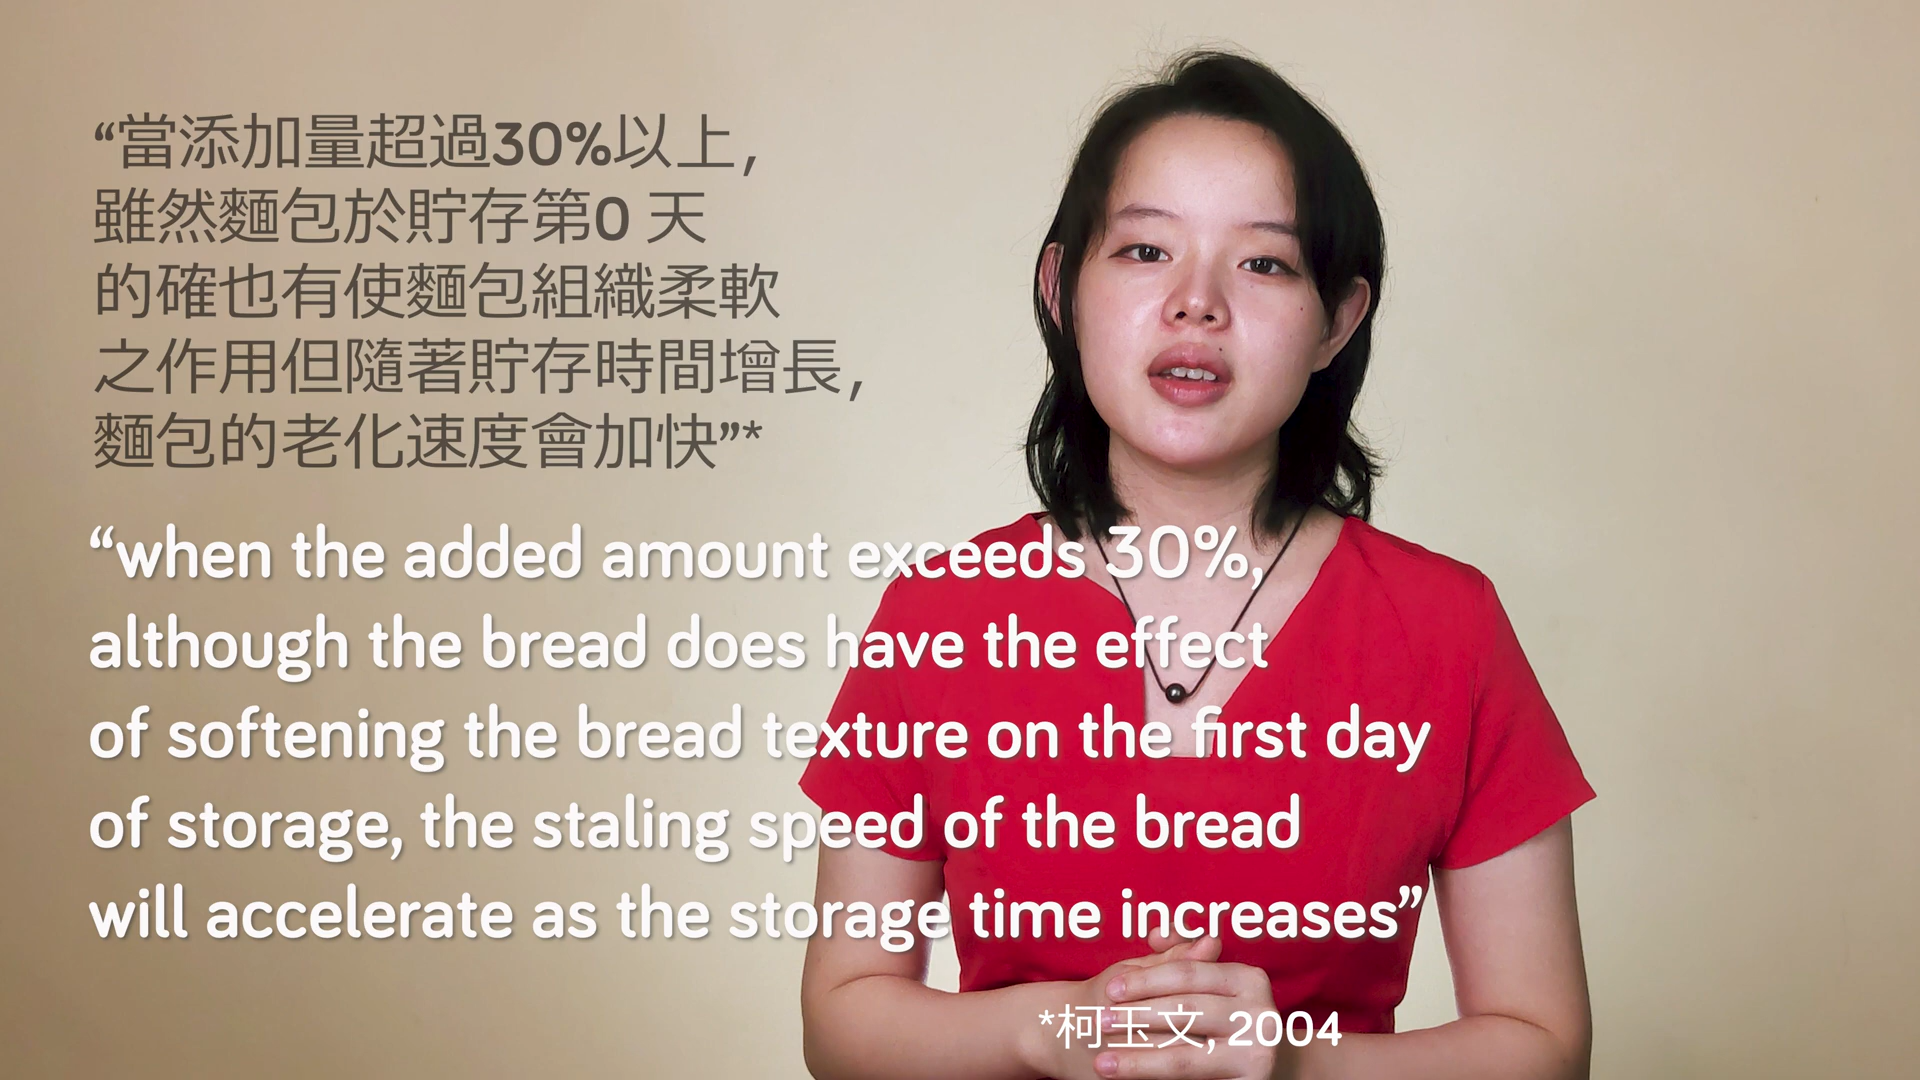 “當添加量超過30%以上，
雖然麵包於貯存第0 天
的確也有使麵包組織柔軟
之作用但隨著貯存時間增長，
麵包的老化速度會加快”*
“when the added amount exceeds 30%,
although the bread does have the effect
of softening the bread texture on the first day
of storage, the staling speed of the bread
will accelerate as the storage time increases”
*柯玉文, 2004